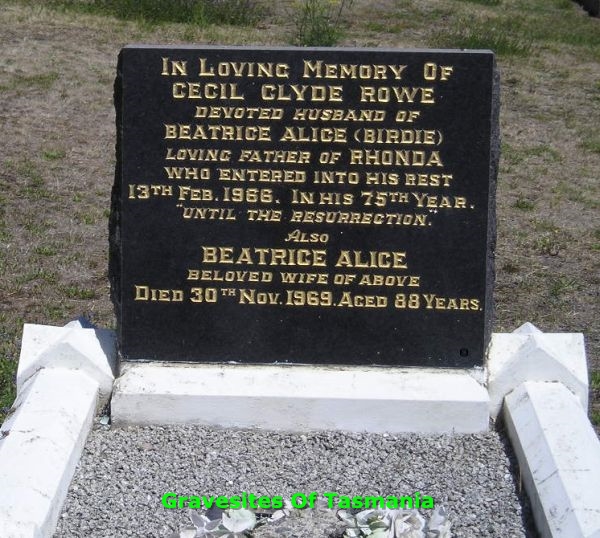 In Loving Memory Of
CECIL CLYDE ROWE
DEVOTED HUSBAND OF
BEATRICE ALICE (BIRDIE)
LOVING FATHER OF RHONDA
WHO ENTERED INTO HIS REST
13TH FEB. 1966. IN HIS 75TH YEAR.
"UNTIL THE RESURRECTION."
ALSO
BEATRICE ALICE
BELOVED WIFE OF ABOVE
DIED 30TH NOV. 1969. AGED 88 YEARS.
Gravesites Of Tasmania